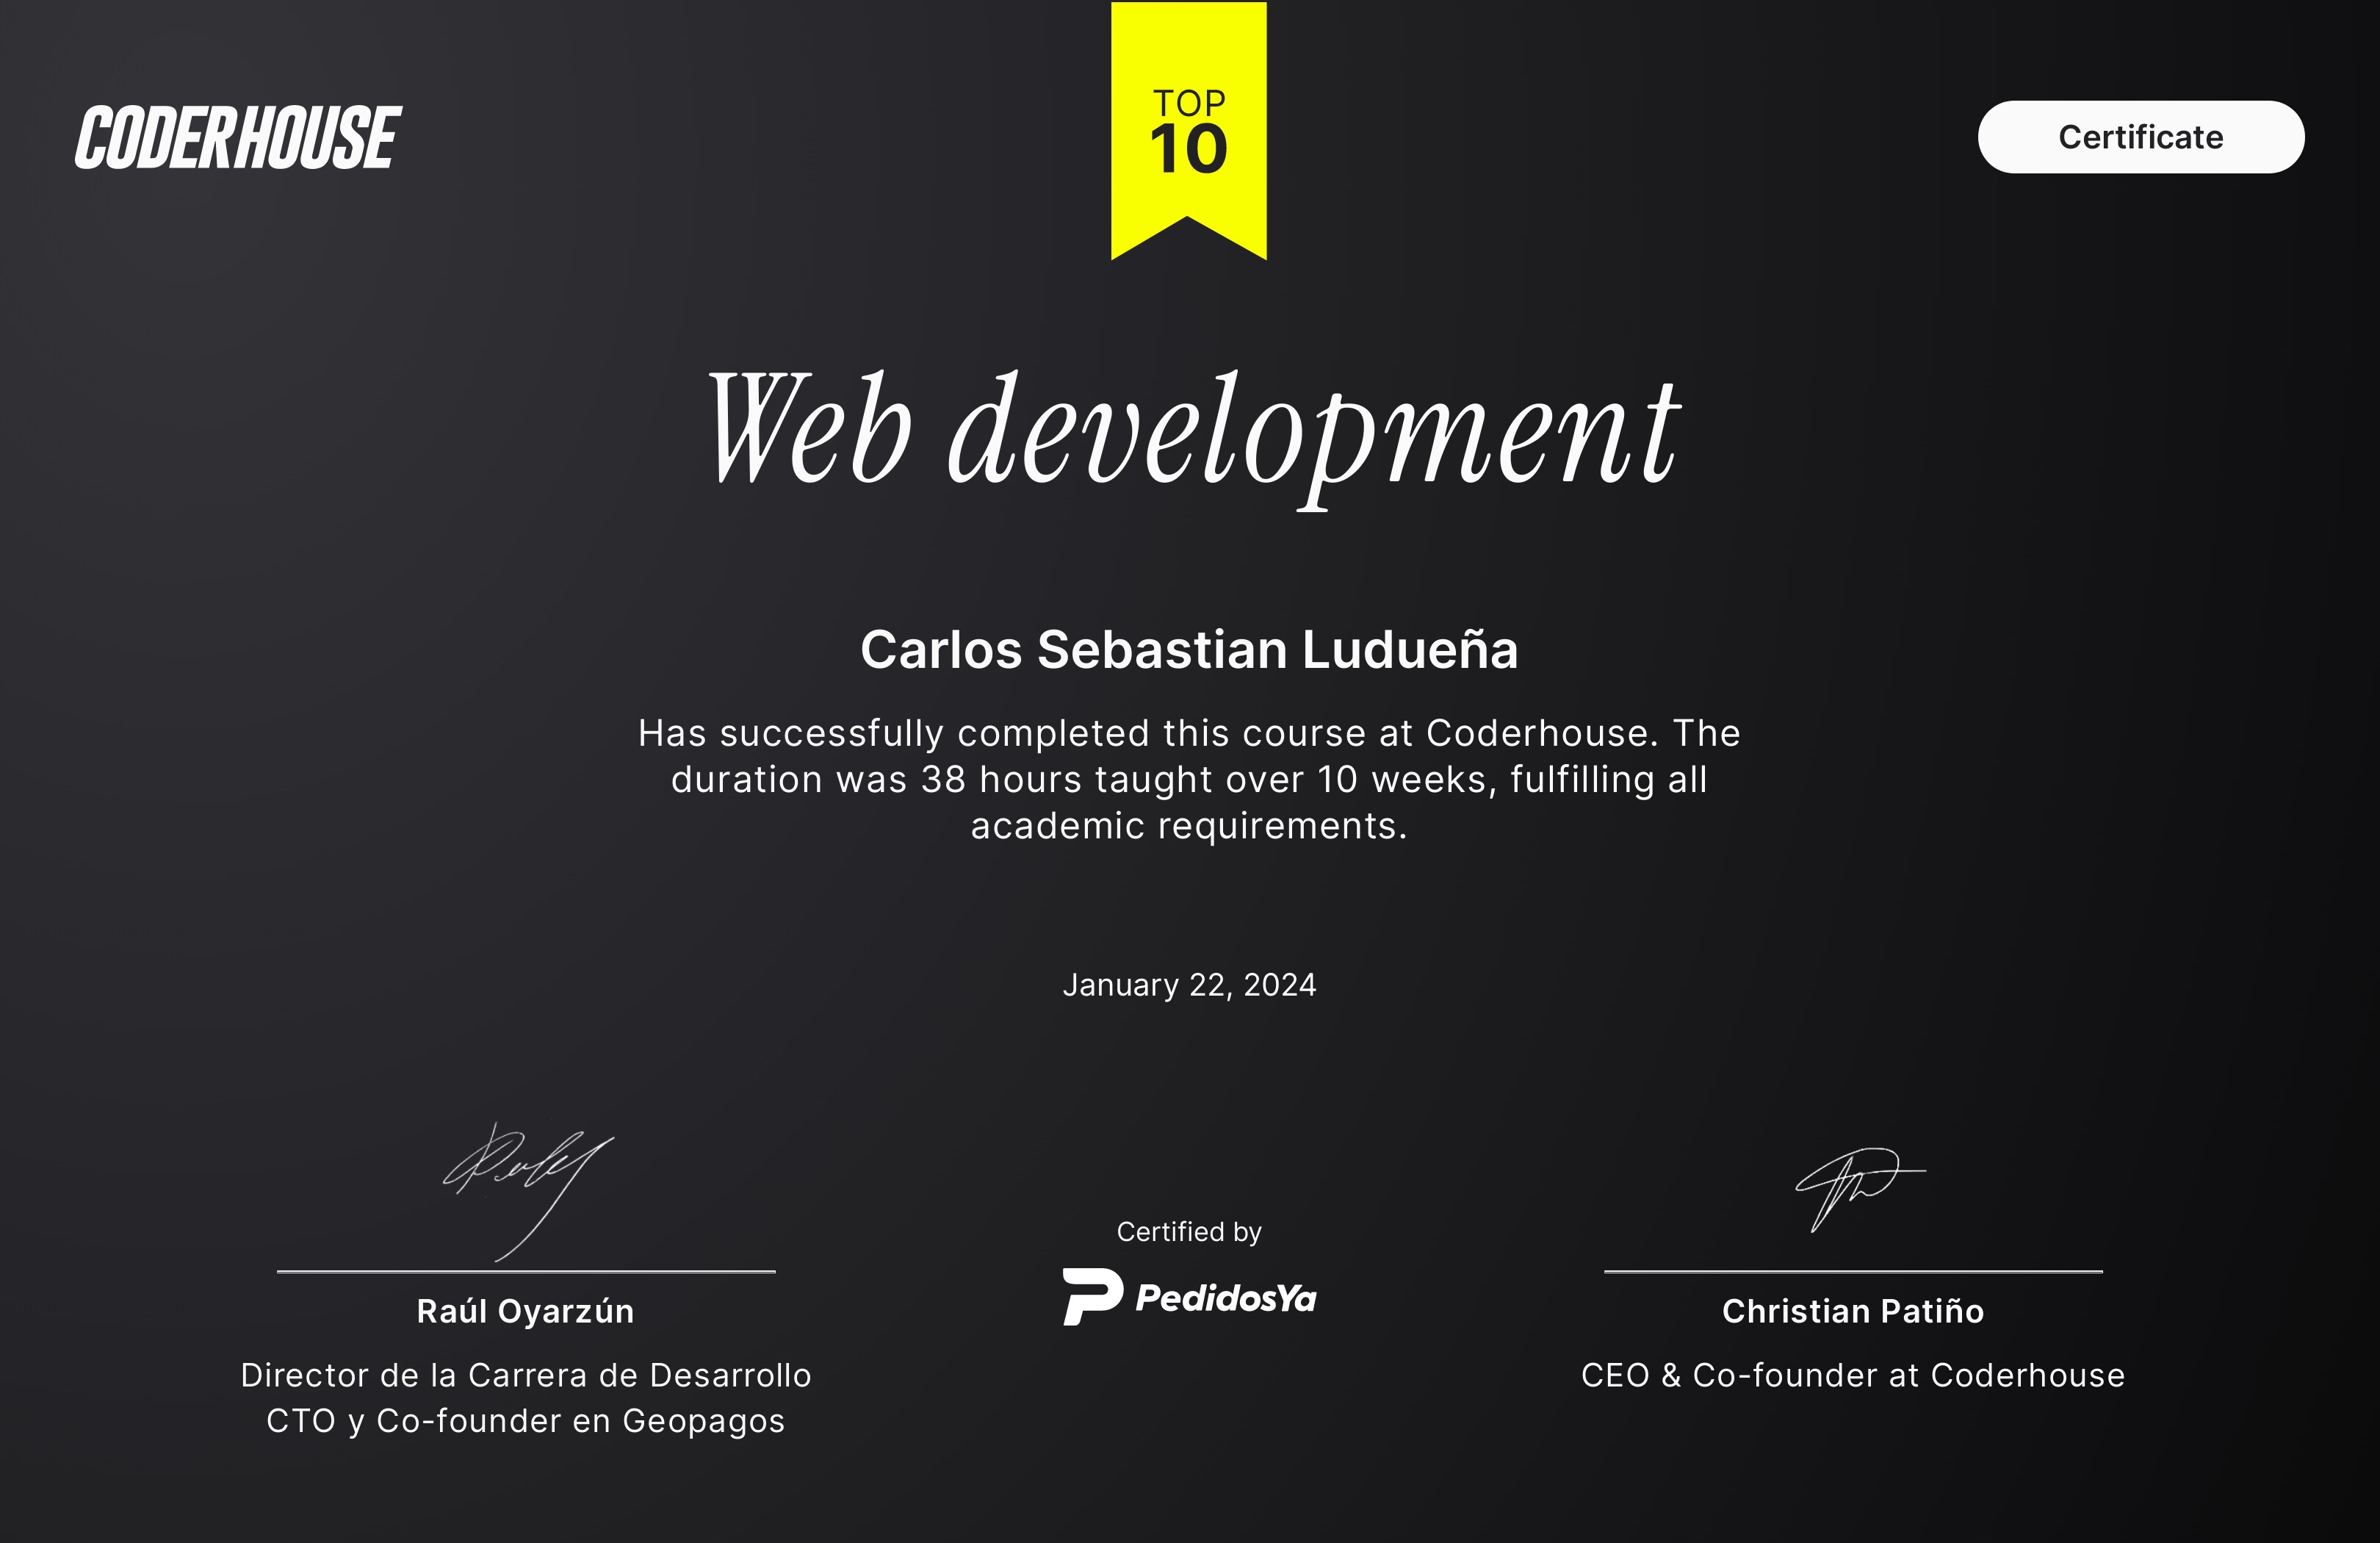 CODERHOUSE
TOP
10
Certificate
Web development
Carlos Sebastian Ludueña
Has successfully completed this course at Coderhouse. The
duration was 38 hours taught over 10 weeks, fulfilling all
academic requirements.
January 22, 2024
Certified by
PedidosYa
Raúl Oyarzún
Director de la Carrera de Desarrollo
CTO y Co-founder en Geopagos
Christian Patiño
CEO & Co-founder at Coderhouse